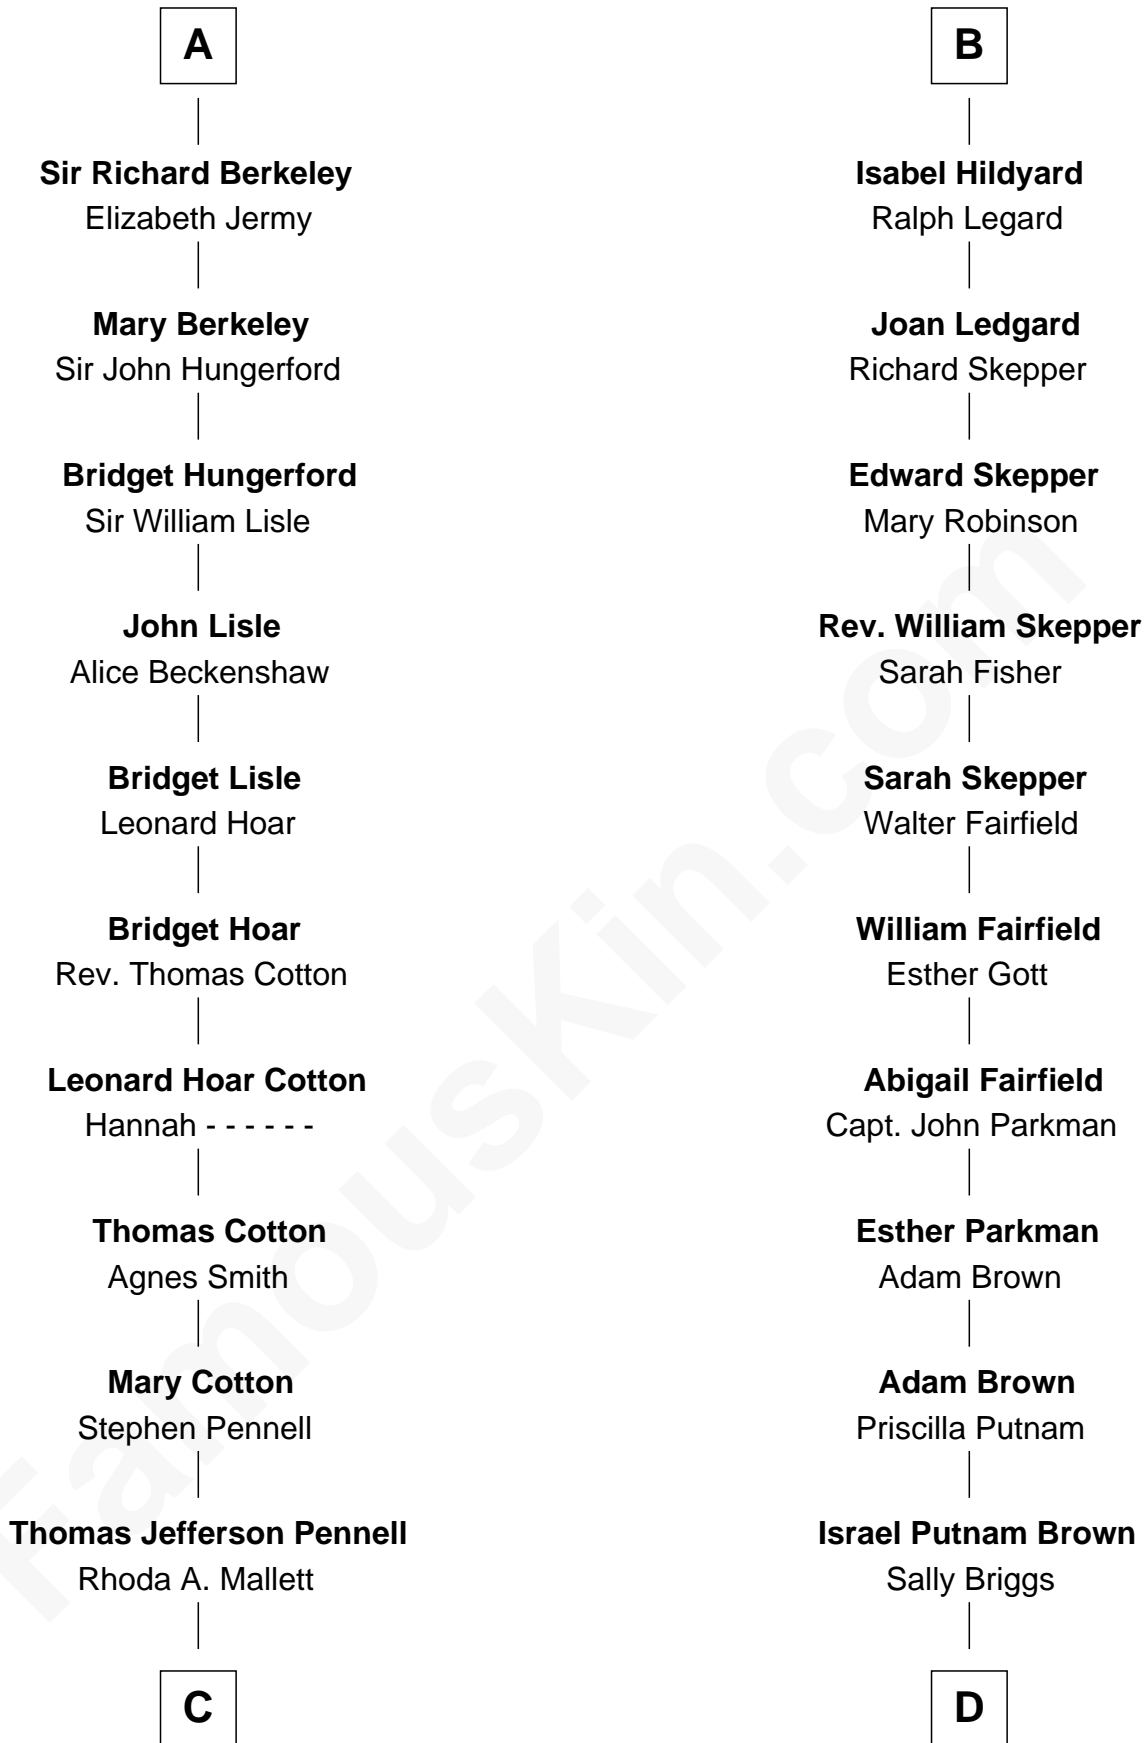 A
Sir Richard Berkeley
Elizabeth Jermy
Mary Berkeley
Sir John Hungerford
Bridget Hungerford
Sir William Lisle
John Lisle
Alice Beckenshaw
Bridget Lisle
Leonard Hoar
Bridget Hoar
Rev. Thomas Cotton
Leonard Hoar Cotton
Hannah - - - - - -
Thomas Cotton
Agnes Smith
Mary Cotton
Stephen Pennell
Thomas Jefferson Pennell
Rhoda A. Mallett
C
B
Isabel Hildyard
Ralph Legard
Joan Ledgard
Richard Skepper
Edward Skepper
Mary Robinson
Rev. William Skepper
Sarah Fisher
Sarah Skepper
Walter Fairfield
William Fairfield
Esther Gott
Abigail Fairfield
Capt. John Parkman
Esther Parkman
Adam Brown
Adam Brown
Priscilla Putnam
Israel Putnam Brown
Sally Briggs
D
FamousKin.com